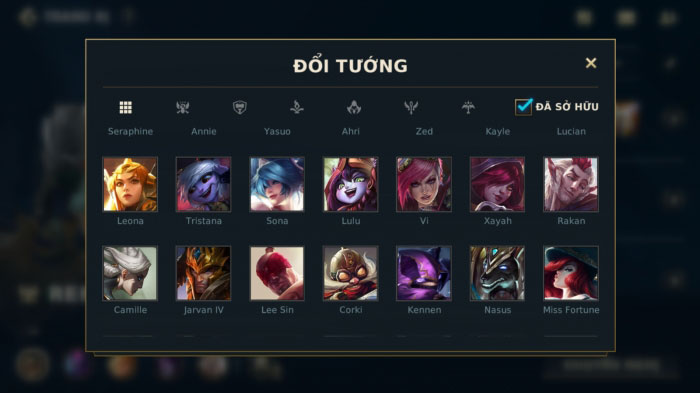 ĐỔI TƯỚNG
ĐÃ SỞ HỮU
Seraphine Annie Yasuo Ahri Zed Kayle Lucian
Leona Tristana Sona Lulu Vi Xayah Rakan
Camille Jarvan IV Lee Sin Corki Kennen Nasus Miss Fortune